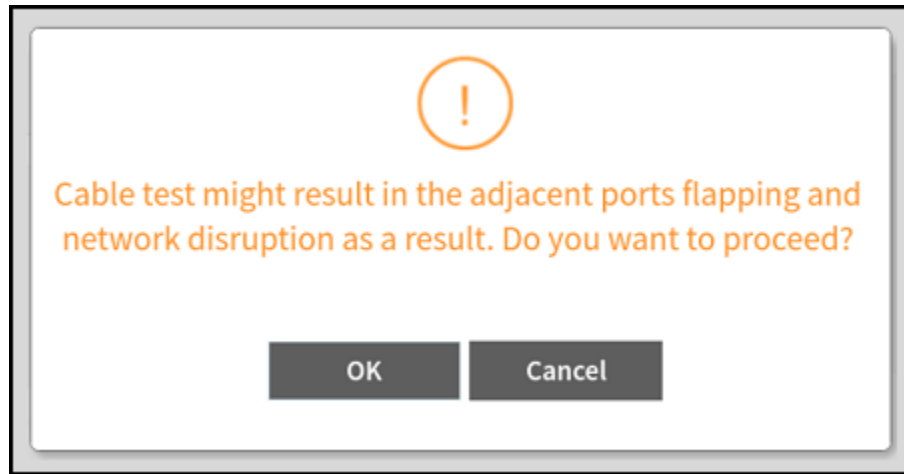 !
Cable test might result in the adjacent ports flapping and
network disruption as a result. Do you want to proceed?
OK
Cancel